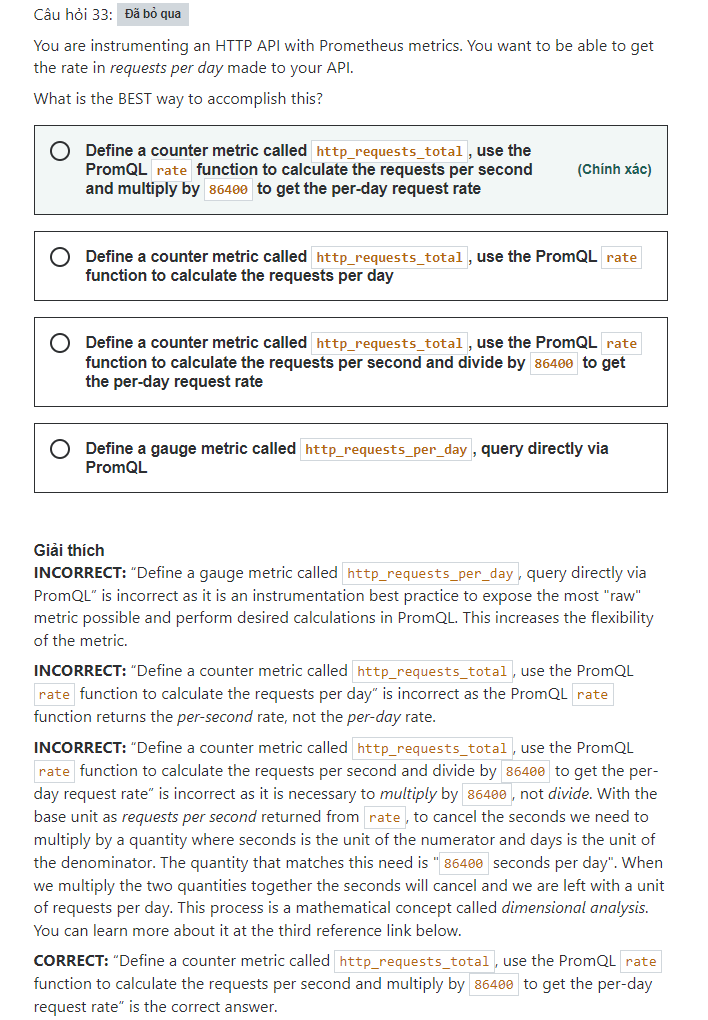 Câu hỏi 33: Đã bỏ qua
You are instrumenting an HTTP API with Prometheus metrics. You want to be able to get
the rate in requests per day made to your API.
What is the BEST way to accomplish this?
Define a counter metric called http_requests_total, use the
PromQL rate function to calculate the requests per second
and multiply by 86400 to get the per-day request rate
(Chính xác)
Define a counter metric called http_requests_total, use the PromQL rate
function to calculate the requests per day
Define a counter metric called http_requests_total, use the PromQL rate
function to calculate the requests per second and divide by 86400 to get
the per-day request rate
Define a gauge metric called http_requests_per_day, query directly via
PromQL
Giải thích
INCORRECT: “Define a gauge metric called http_requests_per_day, query directly via
PromQL” is incorrect as it is an instrumentation best practice to expose the most "raw"
metric possible and perform desired calculations in PromQL. This increases the flexibility
of the metric.
INCORRECT: “Define a counter metric called http_requests_total, use the PromQL
rate function to calculate the requests per day” is incorrect as the PromQL rate
function returns the per-second rate, not the per-day rate.
INCORRECT: “Define a counter metric called http_requests_total, use the PromQL
rate function to calculate the requests per second and divide by 86400 to get the per-
day request rate” is incorrect as it is necessary to multiply by 86400, not divide. With the
base unit as requests per second returned from rate, to cancel the seconds we need to
multiply by a quantity where seconds is the unit of the numerator and days is the unit of
the denominator. The quantity that matches this need is "86400 seconds per day". When
we multiply the two quantities together the seconds will cancel and we are left with a unit
of requests per day. This process is a mathematical concept called dimensional analysis.
You can learn more about it at the third reference link below.
CORRECT: “Define a counter metric called http_requests_total, use the PromQL rate
function to calculate the requests per second and multiply by 86400 to get the per-day
request rate” is the correct answer.